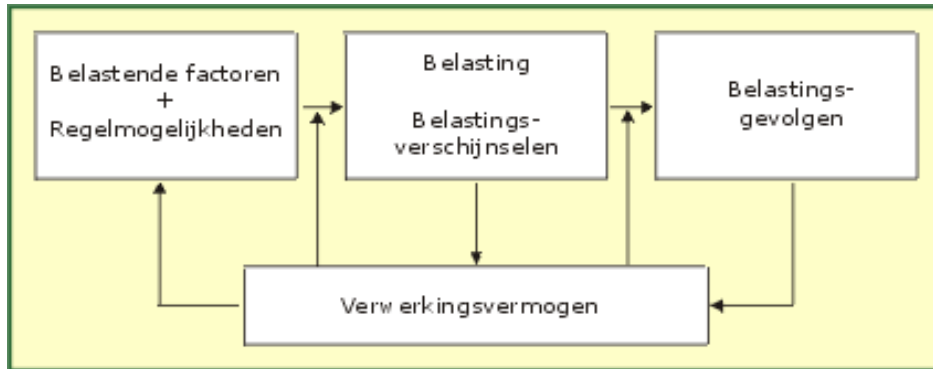 Belastende factoren
+
Regelmogelijkheden
Belasting
Belastings-
verschijnselen
Belastings-
gevolgen
Verwerkingsvermogen